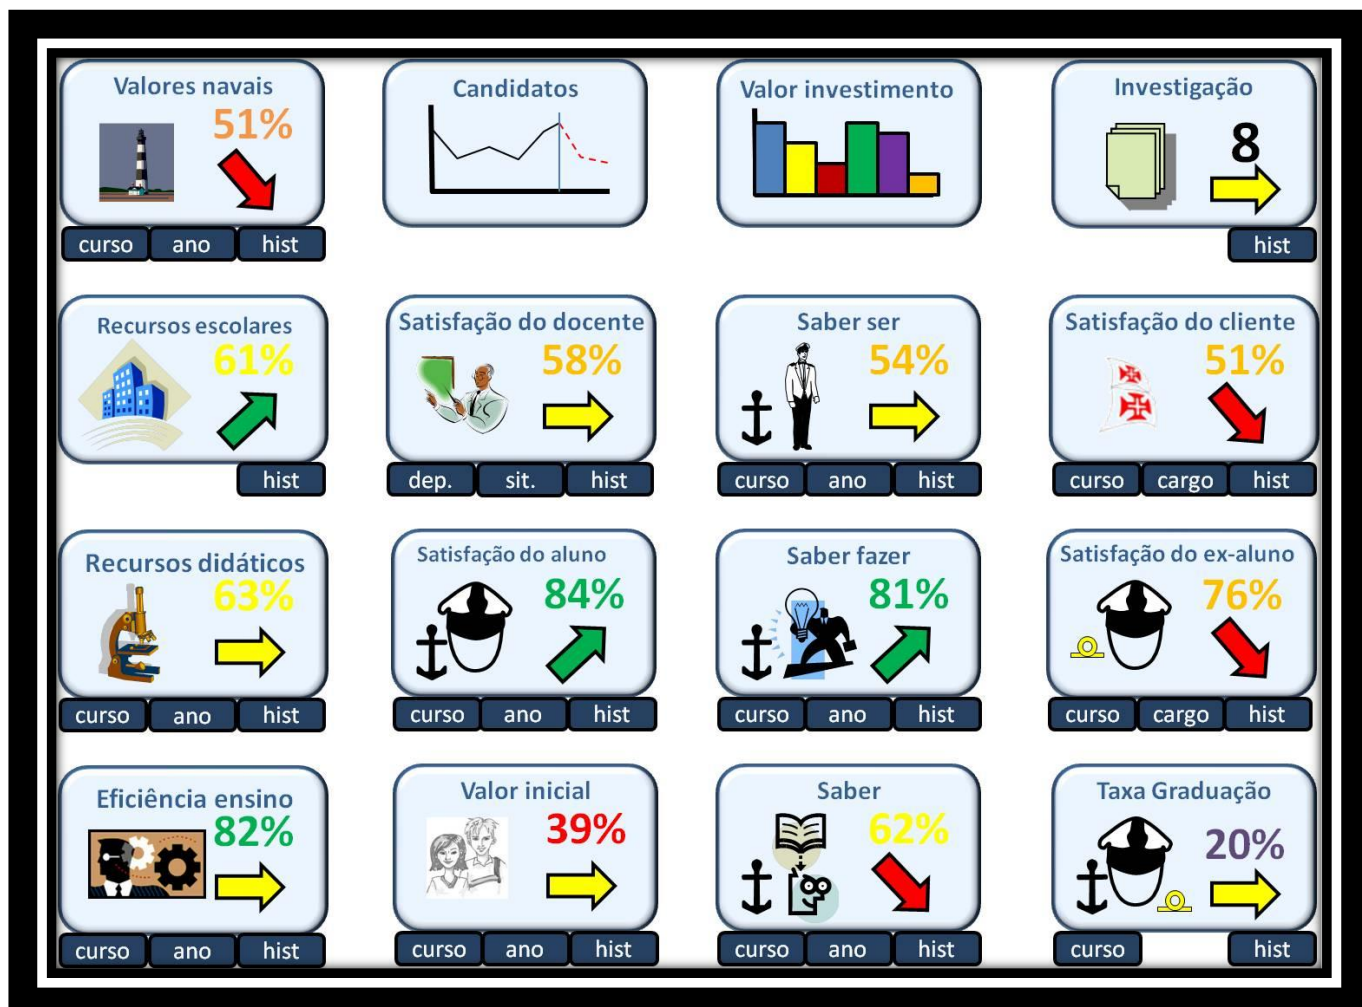 Valores navais
51%
curso ano hist
Candidatos
Valor investimento
Investigação
8
hist
Recursos escolares
61%
hist
Satisfação do docente
58%
dep. sit. hist
Saber ser
54%
curso ano hist
Satisfação do cliente
51%
curso cargo hist
Recursos didáticos
63%
curso ano hist
Satisfação do aluno
84%
curso ano hist
Saber fazer
81%
curso ano hist
Satisfação do ex-aluno
76%
curso cargo hist
Eficiência ensino
82%
curso ano hist
Valor inicial
39%
curso ano hist
Saber
62%
curso ano hist
Taxa Graduação
20%
curso hist